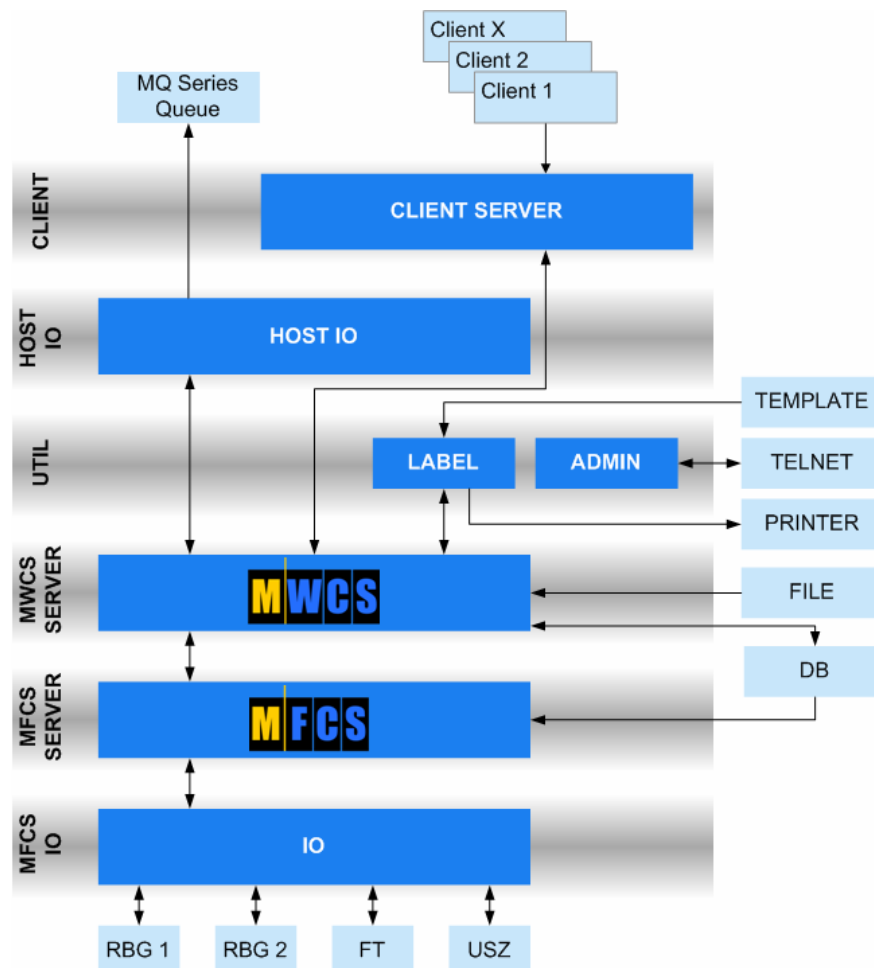 Client X
Client 2
Client 1
MQ Series
Queue
CLIENT
CLIENT SERVER
HOST
IO
HOST IO
TEMPLATE
UTIL
LABEL
ADMIN
TELNET
PRINTER
MWCS
SERVER
MWCS
FILE
DB
MFCS
SERVER
MFCS
MFCS
IO
IO
RBG 1
RBG 2
FT
USZ